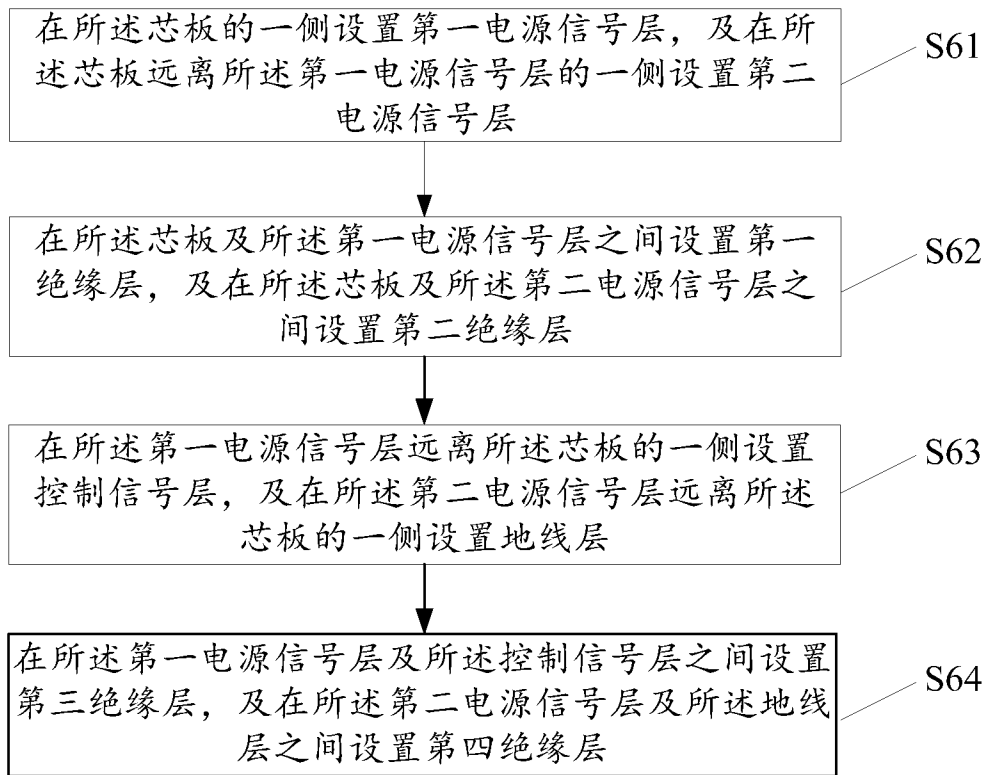 在所述芯板的一侧设置第一电源信号层，及在所
述芯板远离所述第一电源信号层的一侧设置第二
电源信号层
S61
在所述芯板及所述第一电源信号层之间设置第一
绝缘层，及在所述芯板及所述第二电源信号层之
间设置第二绝缘层
S62
在所述第一电源信号层远离所述芯板的一侧设置
控制信号层，及在所述第二电源信号层远离所述
芯板的一侧设置地线层
S63
在所述第一电源信号层及所述控制信号层之间设置
第三绝缘层，及在所述第二电源信号层及所述地线
层之间设置第四绝缘层
S64